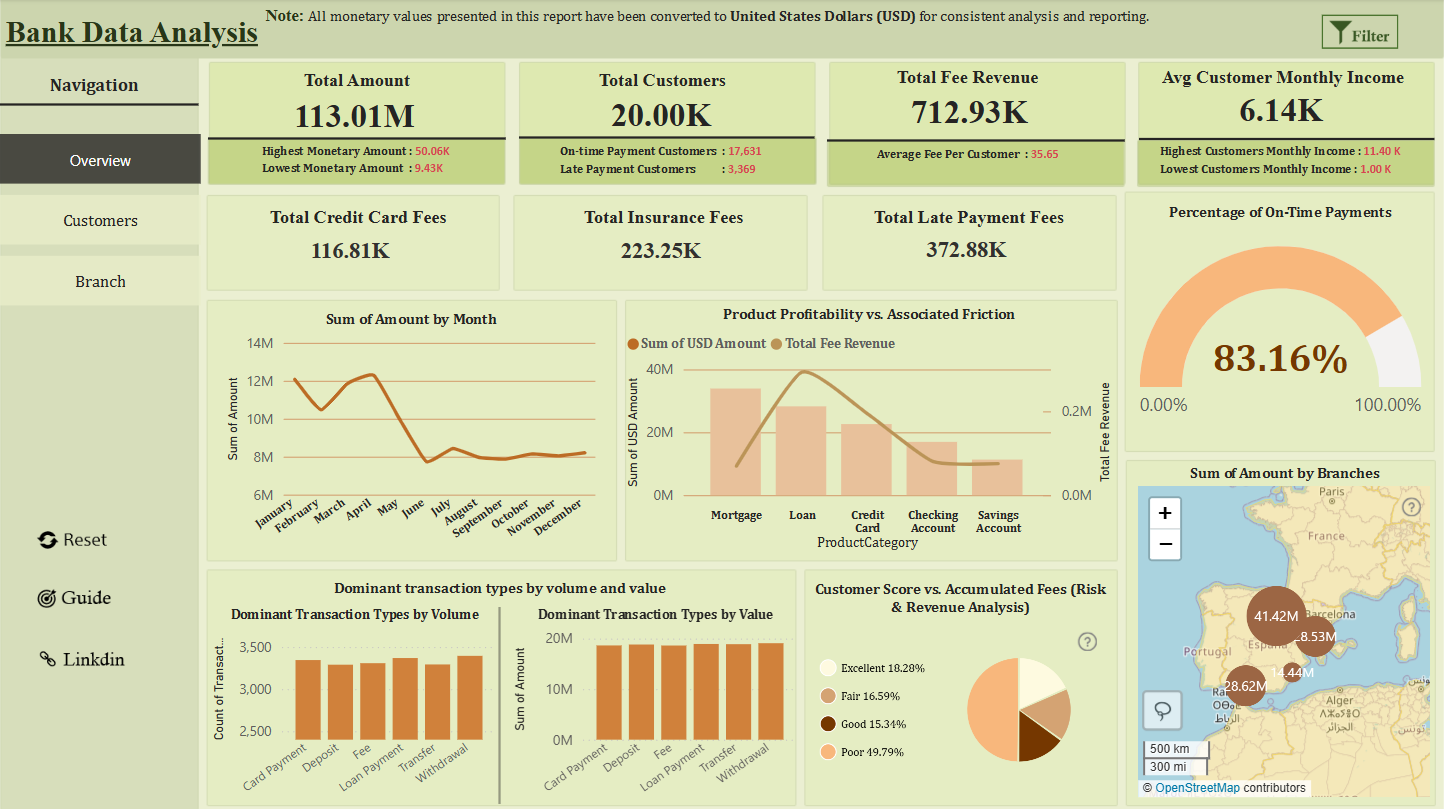 Bank Data Analysis
Note: All monetary values presented in this report have been converted to United States Dollars (USD) for consistent analysis and reporting.
Filter
Navigation
Overview
Customers
Branch
Reset
Guide
Linkdin
Total Amount
113.01M
Highest Monetary Amount : 50.06K
Lowest Monetary Amount : 9.43K
Total Customers
20.00K
On-time Payment Customers : 17,631
Late Payment Customers : 3,369
Total Fee Revenue
712.93K
Average Fee Per Customer : 35.65
Avg Customer Monthly Income
6.14K
Highest Customers Monthly Income : 11.40 K
Lowest Customers Monthly Income : 1.00 K
Total Credit Card Fees
116.81K
Total Insurance Fees
223.25K
Total Late Payment Fees
372.88K
Percentage of On-Time Payments
83.16%
0.00%
100.00%
Sum of Amount by Month
Sum of Amount
14M
12M
10M
8M
6M
January
February
March
April
May
June
July
August
September
October
November
December
Product Profitability vs. Associated Friction
Sum of USD Amount
Total Fee Revenue
Sum of USD Amount
40M
20M
0M
0.2M
0.0M
Total Fee Revenue
Mortgage
Loan
Credit
Card
Checking
Account
Savings
Account
ProductCategory
Sum of Amount by Branches
+
−
?
Paris
France
Barcelona
Portugal
España
41.42M
28.53M
14.44M
28.62M
الرباط
Alger
ⵍⵣⵣⴰⵢⴻⵔ
الجزائر
تونس
500 km
300 mi
© OpenStreetMap contributors
Dominant transaction types by volume and value
Dominant Transaction Types by Volume
Count of Transact...
3,500
3,000
2,500
Card Payment
Deposit
Fee
Loan Payment
Transfer
Withdrawal
Dominant Transaction Types by Value
Sum of Amount
20M
10M
0M
Card Payment
Deposit
Fee
Loan Payment
Transfer
Withdrawal
Customer Score vs. Accumulated Fees (Risk
& Revenue Analysis)
?
Excellent 18.28%
Fair 16.59%
Good 15.34%
Poor 49.79%